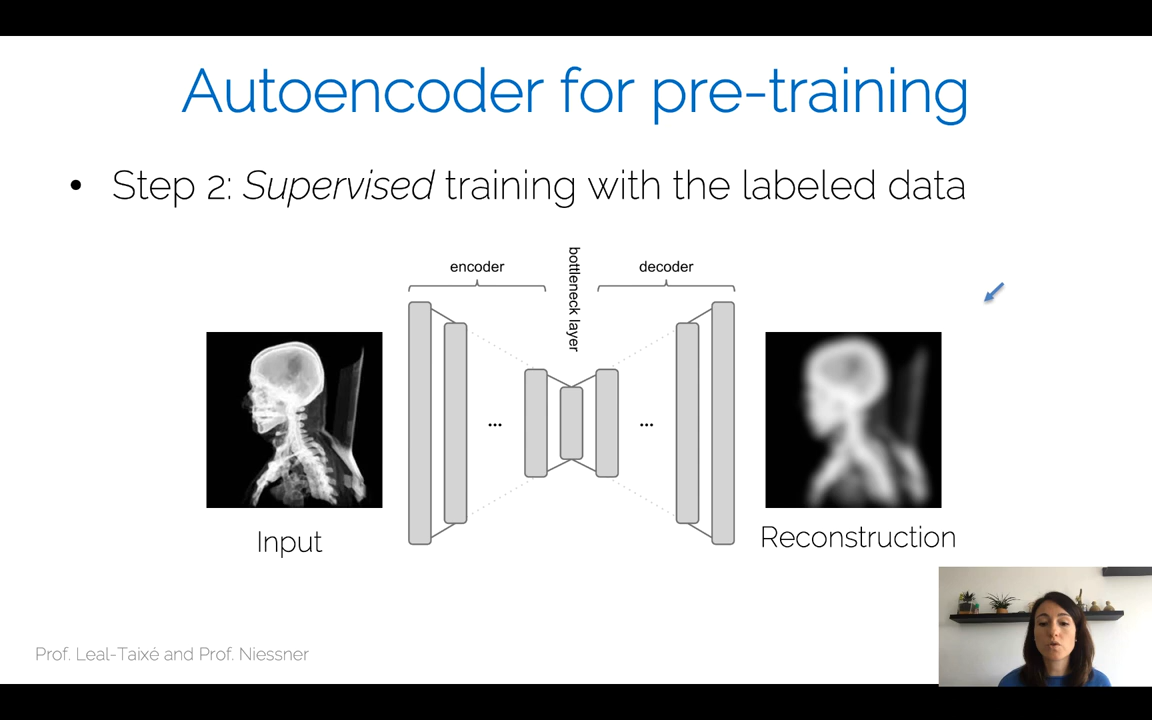 Autoencoder for pre-training
• Step 2: Supervised training with the labeled data
encoder
bottleneck layer
decoder
...
...
Input
Reconstruction
Prof. Leal-Taixé and Prof. Niessner